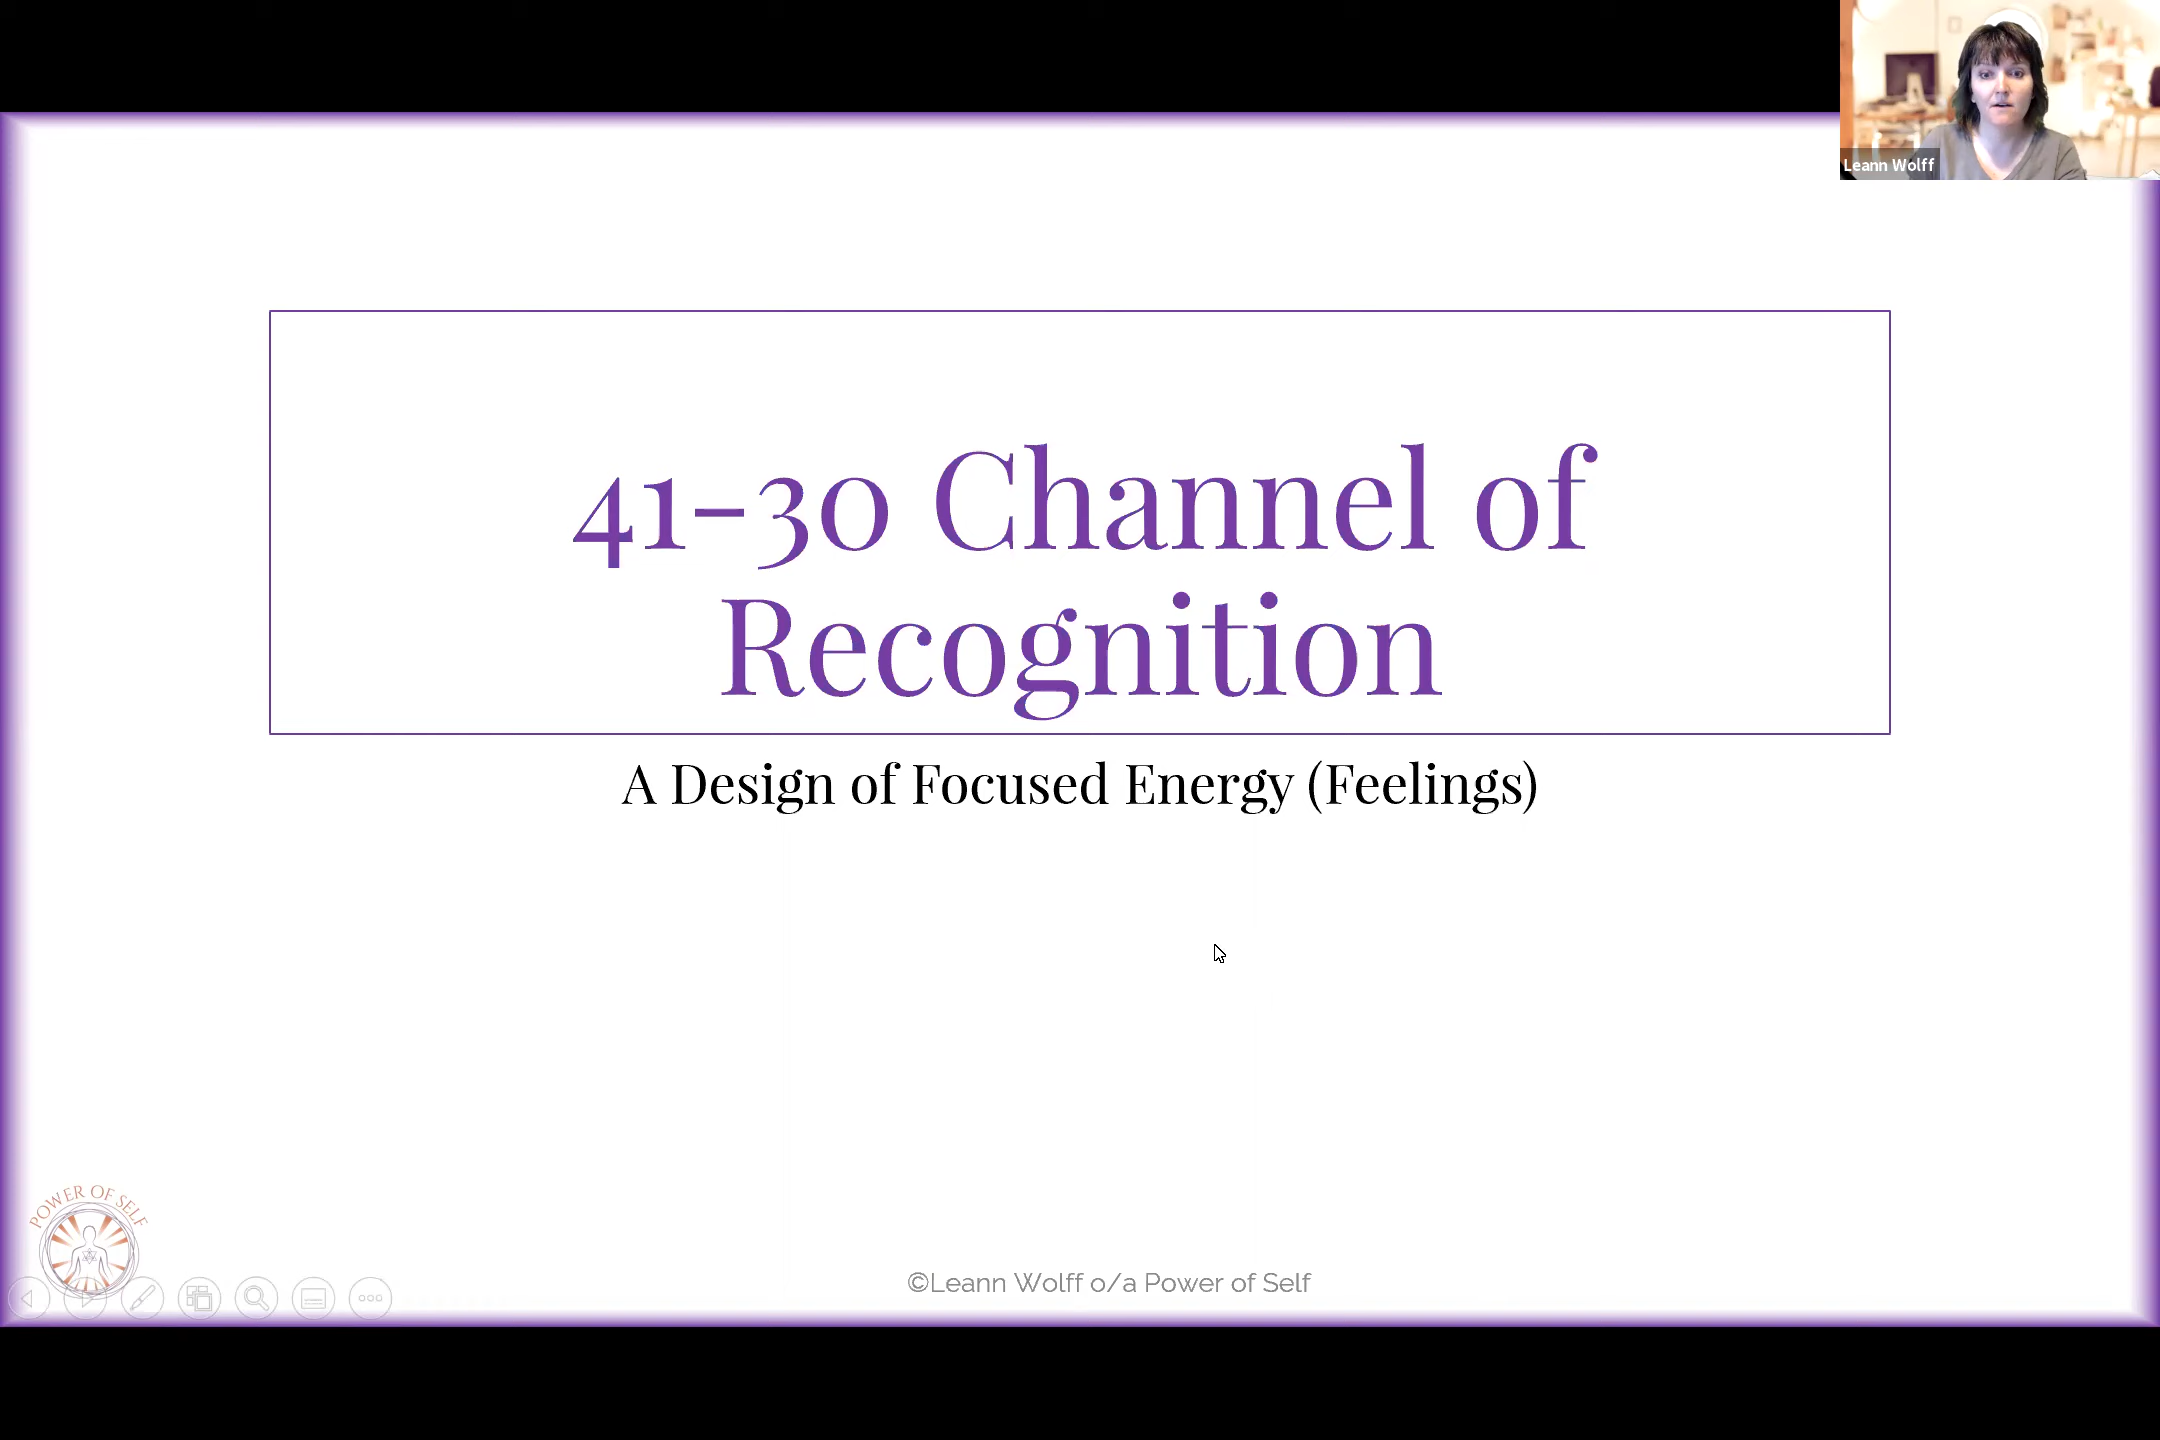 Leann Wolff
41-30 Channel of
Recognition
A Design of Focused Energy (Feelings)
POWER OF SELF
©Leann Wolff o/a Power of Self